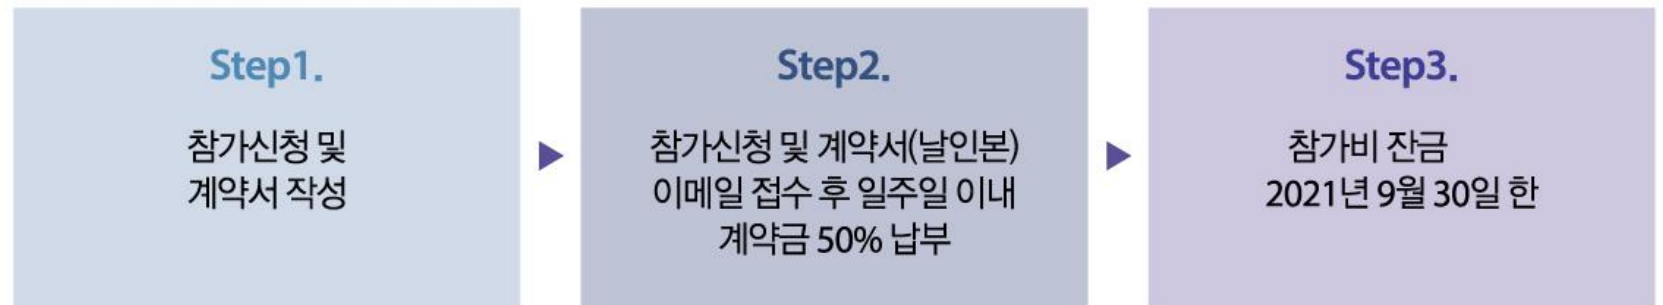 Step1.
참가신청 및
계약서 작성
Step2.
참가신청 및 계약서(날인본)
이메일 접수 후 일주일 이내
계약금 50% 납부
Step3.
참가비 잔금
2021년 9월 30일 한